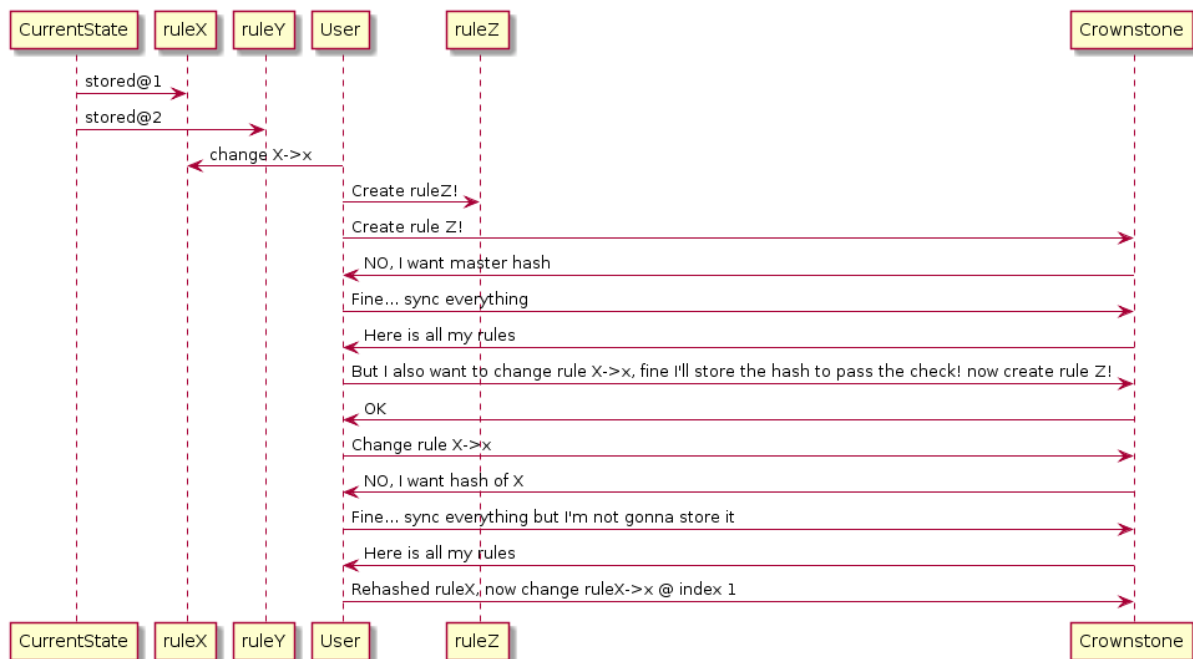 CurrentState ruleX ruleY User ruleZ Crownstone
stored@1
stored@2
change X->x
Create ruleZ!
Create rule Z!
NO, I want master hash
Fine... sync everything
Here is all my rules
But I also want to change rule X->x, fine I'll store the hash to pass the check! now create rule Z!
OK
Change rule X->x
NO, I want hash of X
Fine... sync everything but I'm not gonna store it
Here is all my rules
Rehashed ruleX, now change ruleX->x @ index 1
CurrentState ruleX ruleY User ruleZ Crownstone